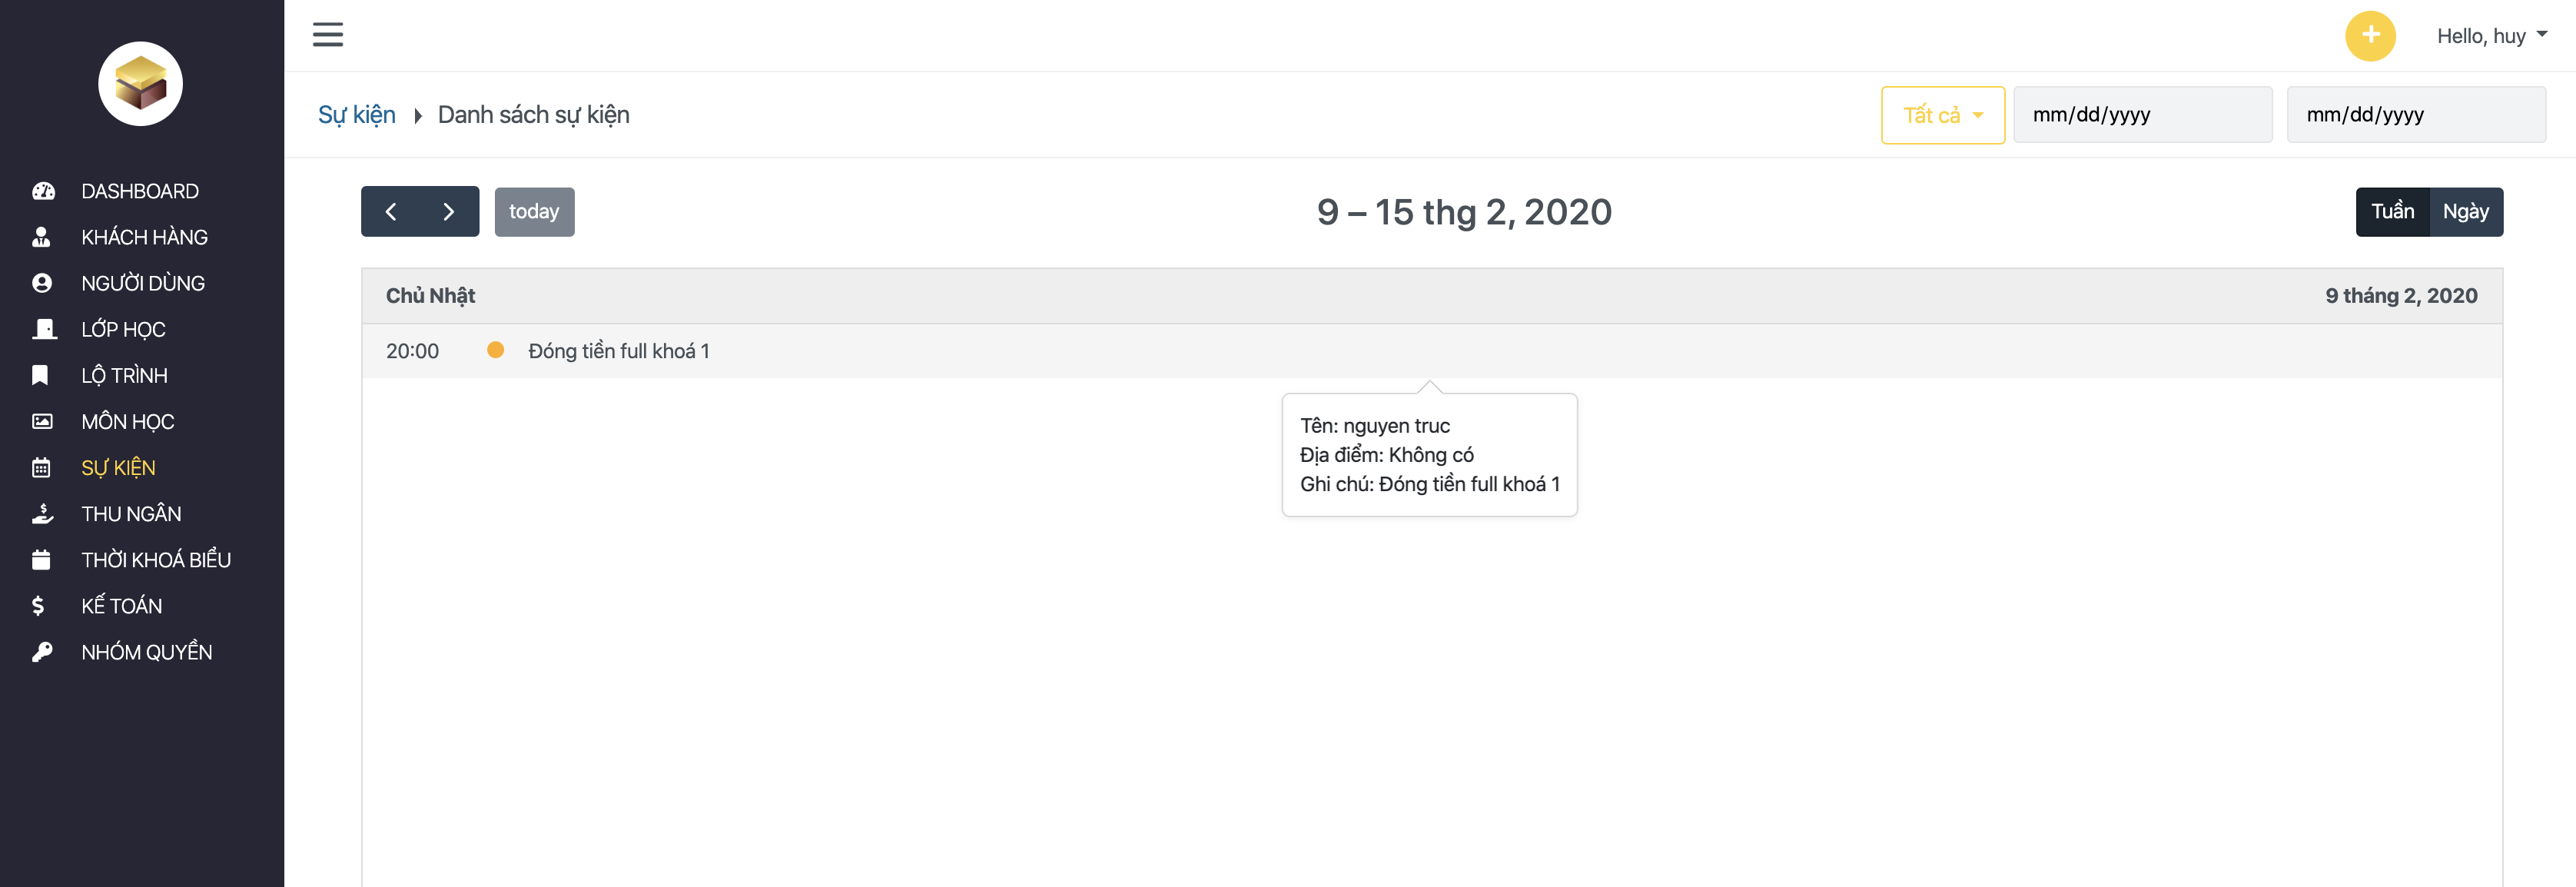 Hello, huy
Sự kiện
Danh sách sự kiện
Tất cả
mm/dd/yyyy
mm/dd/yyyy
DASHBOARD
KHÁCH HÀNG
NGƯỜI DÙNG
LỚP HỌC
LỘ TRÌNH
MÔN HỌC
SỰ KIỆN
THU NGÂN
THỜI KHOÁ BIỂU
KẾ TOÁN
NHÓM QUYỀN
today
9 – 15 thg 2, 2020
Tuần
Ngày
Chủ Nhật
9 tháng 2, 2020
20:00
Đóng tiền full khoá 1
Tên: nguyen truc
Địa điểm: Không có
Ghi chú: Đóng tiền full khoá 1